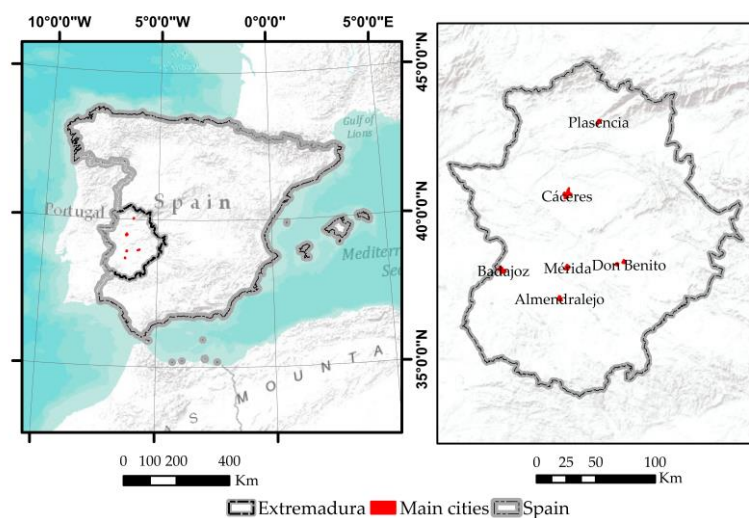 10°0'0"W 5°0'0"W 0°0'0" 5°0'0"E
45°0'0"N
40°0'0"N
35°0'0"N
Gulf of
Lions
Spain
Portugal
Mediter
Sea
S M O U N T A
Plasencia
Cáceres
Badajoz
Mérida
Don Benito
Almendralejo
0 100 200 400
Km
0 25 50 100
Km
Extremadura Main cities Spain